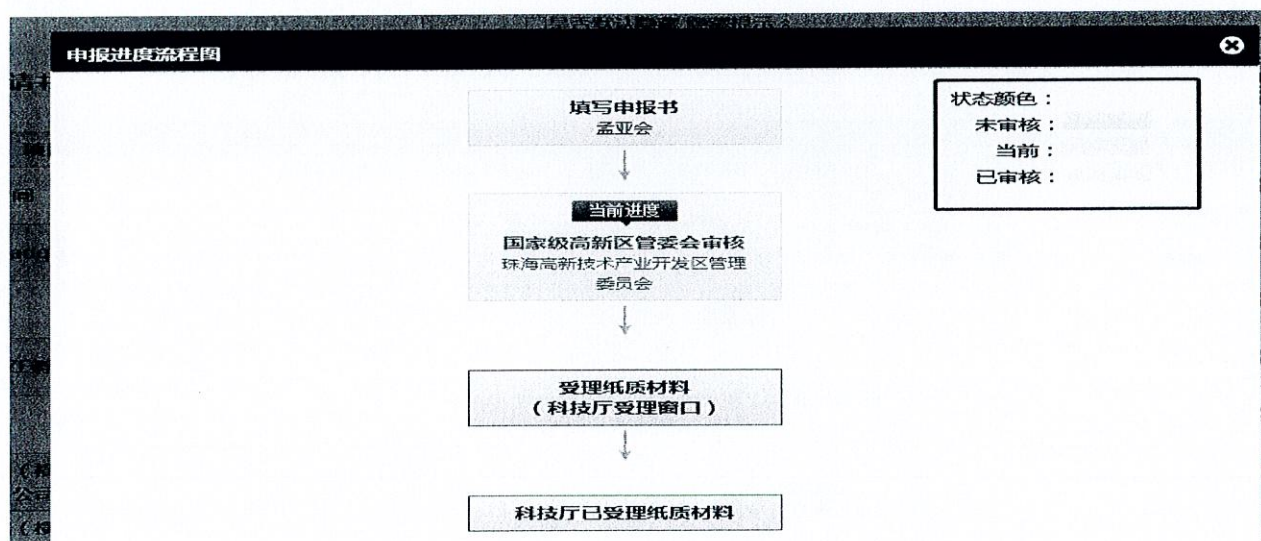 申报进度流程图
填写申报书
孟亚会
当前进度
国家级高新区管委会审核
珠海高新技术产业开发区管理
委员会
受理纸质材料
（科技厅受理窗口）
科技厅已受理纸质材料
状态颜色：
未审核：
当前：
已审核：